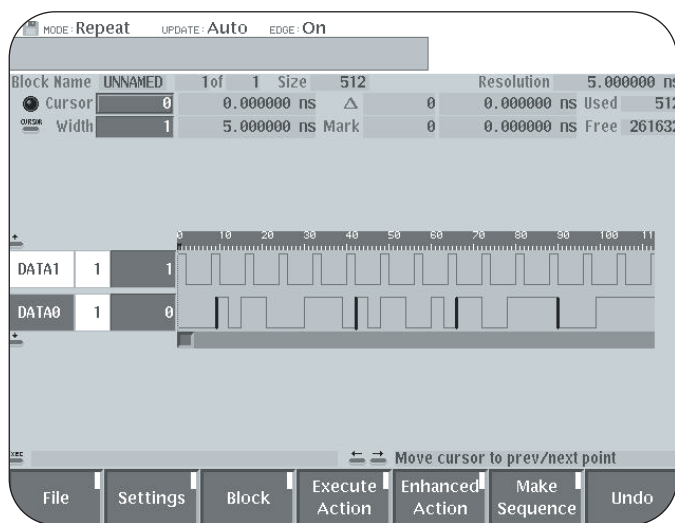 MODE: Repeat UPDATE: Auto EDGE: On
Block Name UNNAMED 1of 1 Size 512 Resolution 5.000000 ns
Cursor 0 0.000000 ns Δ 0 0.000000 ns Used 512
CURSOR Width 1 5.000000 ns Mark 0 0.000000 ns Free 261632
0 10 20 30 40 50 60 70 80 90 100 11
DATA1 1 1
DATA0 1 0
← → Move cursor to prev/next point
File Settings Block Execute Action Enhanced Action Make Sequence Undo